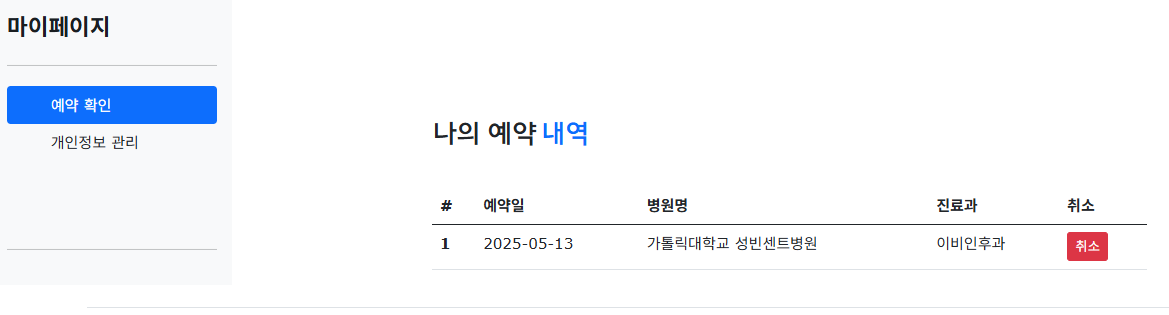 마이페이지
예약 확인
개인정보 관리
나의 예약 내역
# 예약일 병원명 진료과 취소
1 2025-05-13 가톨릭대학교 성빈센트병원 이비인후과 취소